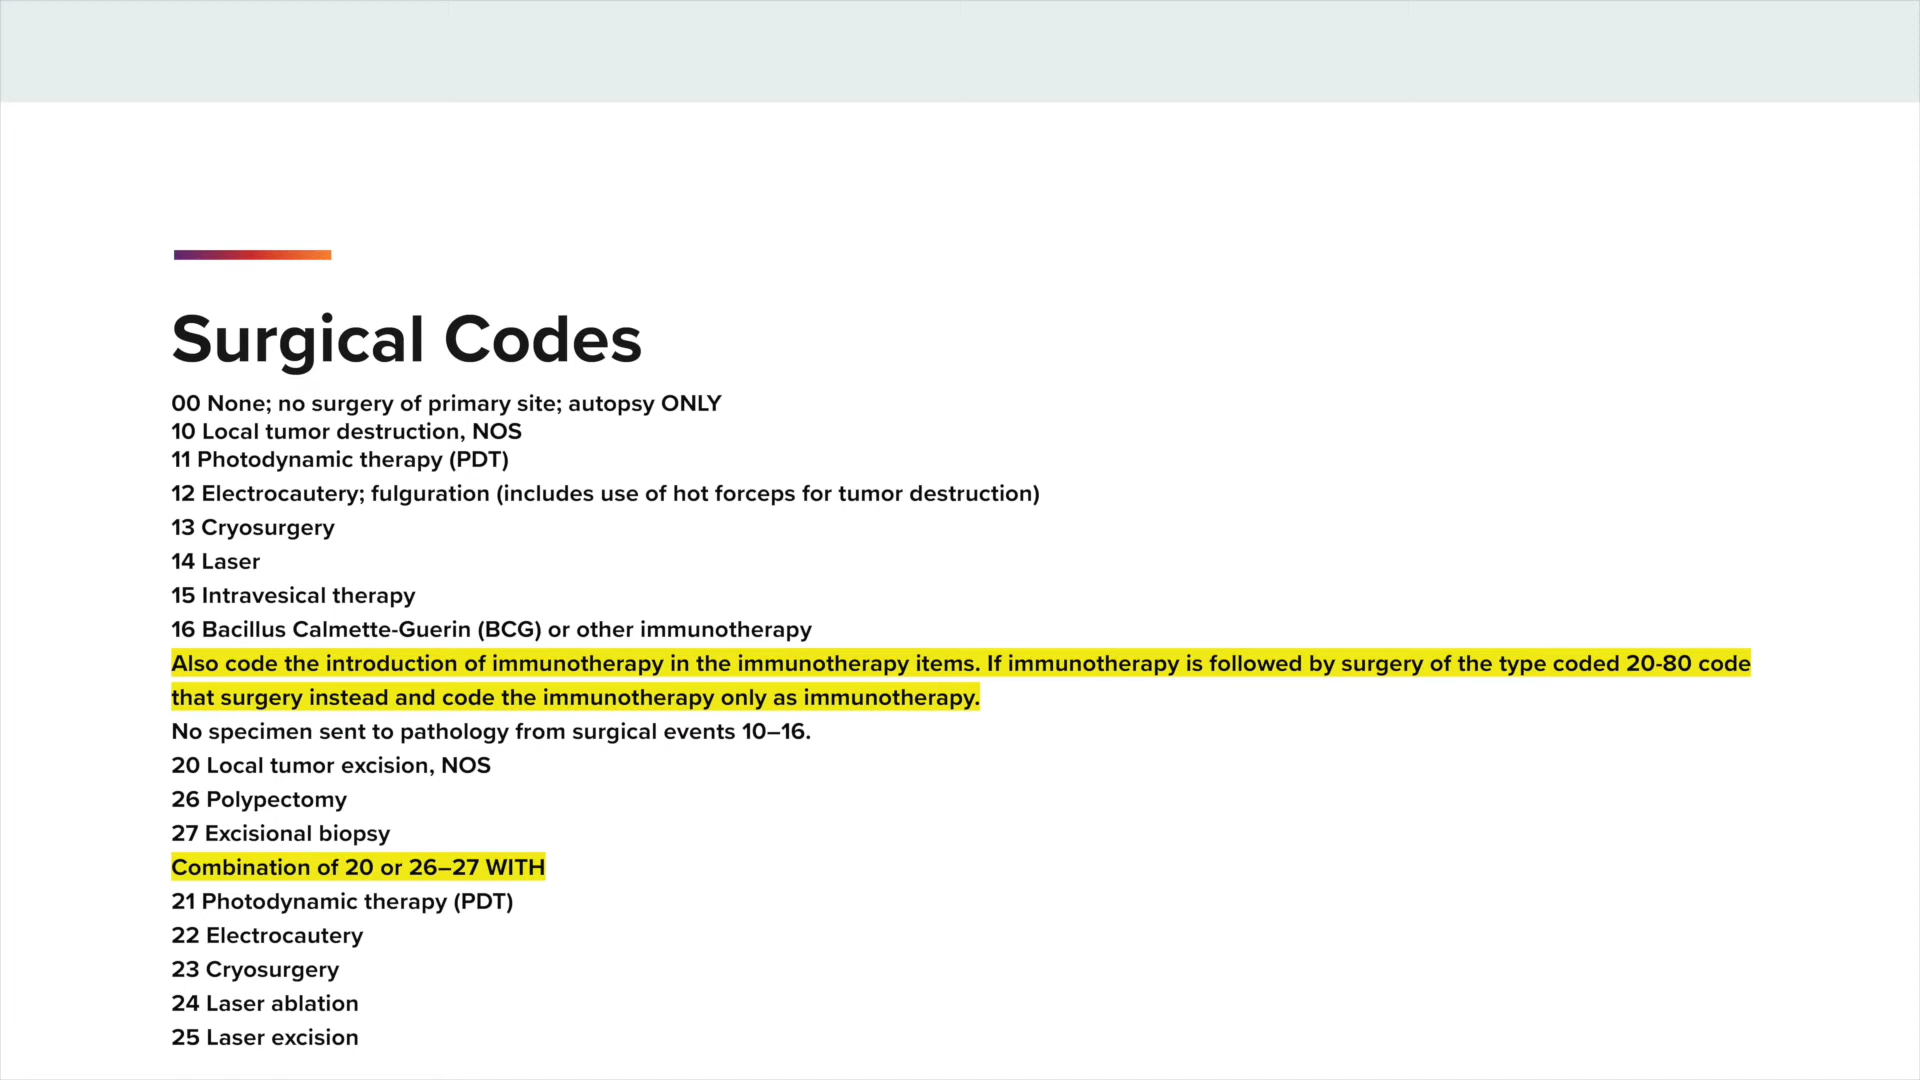 Surgical Codes
00 None; no surgery of primary site; autopsy ONLY
10 Local tumor destruction, NOS
11 Photodynamic therapy (PDT)
12 Electrocautery; fulguration (includes use of hot forceps for tumor destruction)
13 Cryosurgery
14 Laser
15 Intravesical therapy
16 Bacillus Calmette-Guerin (BCG) or other immunotherapy
Also code the introduction of immunotherapy in the immunotherapy items. If immunotherapy is followed by surgery of the type coded 20-80 code
that surgery instead and code the immunotherapy only as immunotherapy.
No specimen sent to pathology from surgical events 10–16.
20 Local tumor excision, NOS
26 Polypectomy
27 Excisional biopsy
Combination of 20 or 26–27 WITH
21 Photodynamic therapy (PDT)
22 Electrocautery
23 Cryosurgery
24 Laser ablation
25 Laser excision